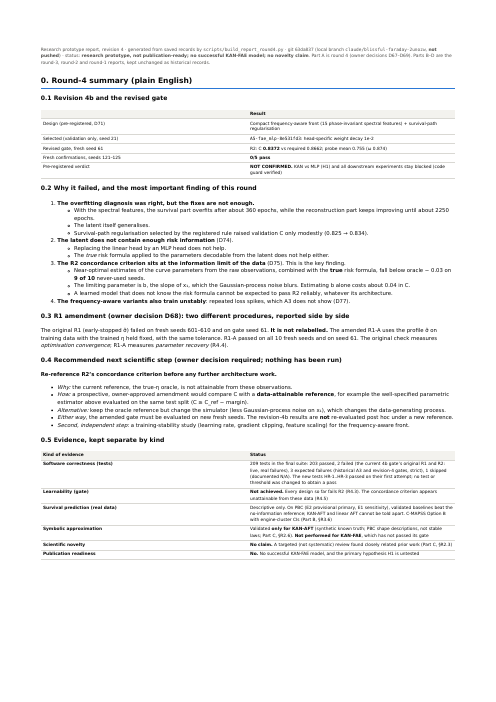 Research prototype report, revision 4 · generated from saved records by scripts/build_report_round4.py · git
not
pushed) · status: research prototype, not publication-ready; no successful KAN-FAE model; no novelty claim. Part A is round 4 (decisions D67–D69). Parts B–D are the
round-3, round-2 and round-1 reports, kept unchanged as historical records.
0. Round-4 summary (plain English)
0.1 Revision 4b and the revised gate
Result
Design (pre-registered, D71) Compact frequency-aware front (15 phase-invariant spectral features) + survival-path
regularisation
Selected (validation only, seed 21) head-specific weight decay 1e-2
Revised gate, fresh seed 61 R2: C 0.8372 vs required 0.8662; probe mean 0.755 (ω 0.974)
Fresh confirmations, seeds 121–125 0/5 pass
Pre-registered verdict NOT CONFIRMED. KAN vs MLP (H1) and all downstream experiments stay blocked (code
guard verified)
0.2 Why it failed, and the most important finding of this round
1. The overfitting diagnosis was right, but the fixes are not enough.
With the spectral features, the survival part overfits after about 360 epochs, while the reconstruction part keeps improving until about 2250
epochs.
The latent itself generalises.
Survival-path regularisation selected by the registered rule raised validation C only modestly (0.825 → 0.834).
2. The latent does not contain enough risk information (D74).
Replacing the linear head by an MLP head does not help.
The true risk formula applied to the parameters decodable from the latent does not help either.
3. The R2 concordance criterion sits at the information limit of the data (D75). This is the key finding.
Near-optimal estimates of the curve parameters from the raw observations, combined with the true risk formula, fall below oracle − 0.03 on
9 of 10 never-used seeds.
The limiting parameter is b, the slope of x₁, which the Gaussian-noise blurs. Estimating b alone costs about 0.04 in C.
A learned model that does not know the risk formula cannot be expected to pass R2 reliably, whatever its architecture.
4. The frequency-aware variants also train unstably: repeated loss spikes, which A3 does not show (D77).
0.3 R1 amendment (owner decision D68): two different procedures, reported side by side
failed on fresh seeds 601–610 and on gate seed 61. It is not relabelled. The amended R1-A uses the profile
training data with the trained η held fixed, with the same tolerance. R1-A passed on all 10 fresh seeds and on seed 61. The original check measures
optimisation convergence; R1-A measures parameter recovery (R4.4).
0.4 Recommended next scientific step (owner decision required; nothing has been run)
Re-reference R2's concordance criterion before any further architecture work.
Why: the current reference, the true-η oracle, is not attainable from these observations.
How: a prospective, owner-approved amendment would compare C with a data-attainable reference, for example the well-specified parametric
estimator above evaluated on the same test split (C ≥ C_ref − margin).
Alternative: keep the oracle reference but change the simulator (less Gaussian-noise on x₁), which changes the data-generating process.
Either way, the amended gate must be evaluated on new fresh seeds. The revision-4b results are not re-evaluated post hoc under a new reference.
Second, independent step: a training-stability study (learning rate, gradient clipping, feature scaling) for the frequency-aware front.
0.5 Evidence, kept separate by kind
Kind of evidence Status
Software correctness (tests) 209 tests in the final suite: 203 passed, 2 failed (the current 4b gate's original R1 and R2:
live, real failures), 3 expected failures (historical A3 and revision-4 gates, strict), 1 skipped
(documented N/A). The new tests HR-1..HR-3 passed on their first attempt; no test or
threshold was changed to obtain a pass
Learnability (gate) Not achieved. Every design so far fails R2 (R4.3). The concordance criterion appears
unattainable from these data (R4.5)
Survival prediction (real data) Descriptive only. On PBC (E2 provisional primary, E1 sensitivity), validated baselines beat the
no-information reference; KAN-AFT and linear AFT cannot be told apart. C-MAPSS Option B
with engine-cluster CIs (Part B, §R3.6)
Symbolic approximation Validated only for KAN-AFT (synthetic known truth; PBC shape descriptions, not stable
laws; Part C, §R2.6). Not performed for KAN-FAE, which has not passed its gate
Scientific novelty No claim. A targeted (not systematic) review found closely related prior work (Part C, §R2.3)
Publication readiness No. No successful KAN-FAE model, and the primary hypothesis H1 is untested